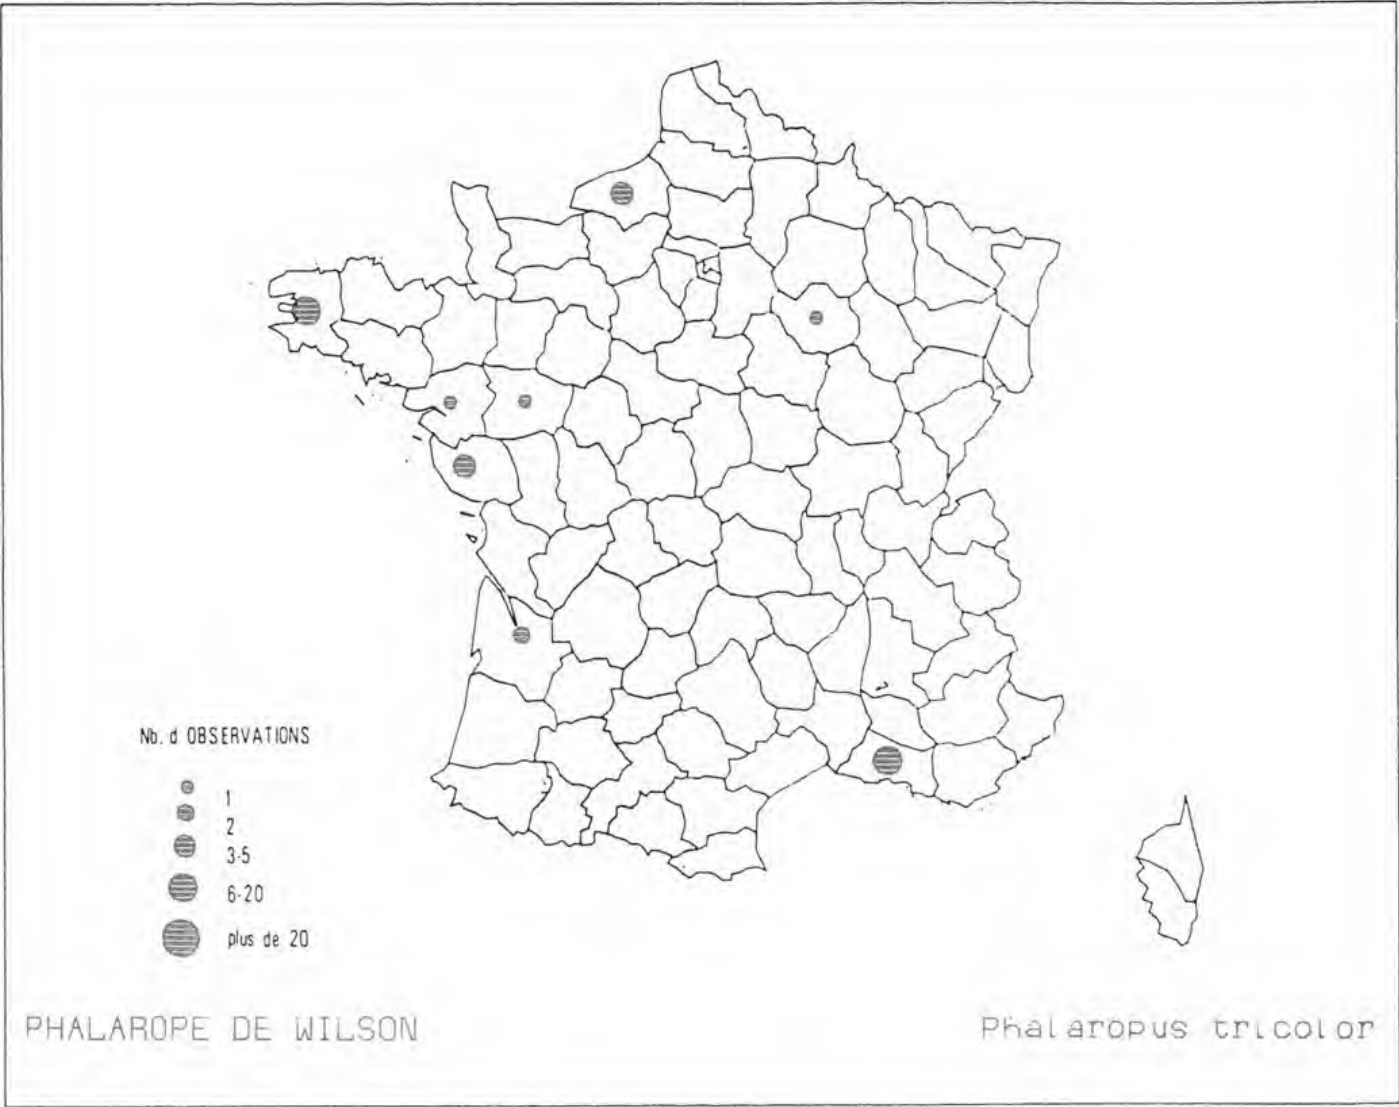 Nb. d OBSERVATIONS
1
2
3-5
6-20
plus de 20
PHALAROPE DE WILSON
Phalaropus tricolor